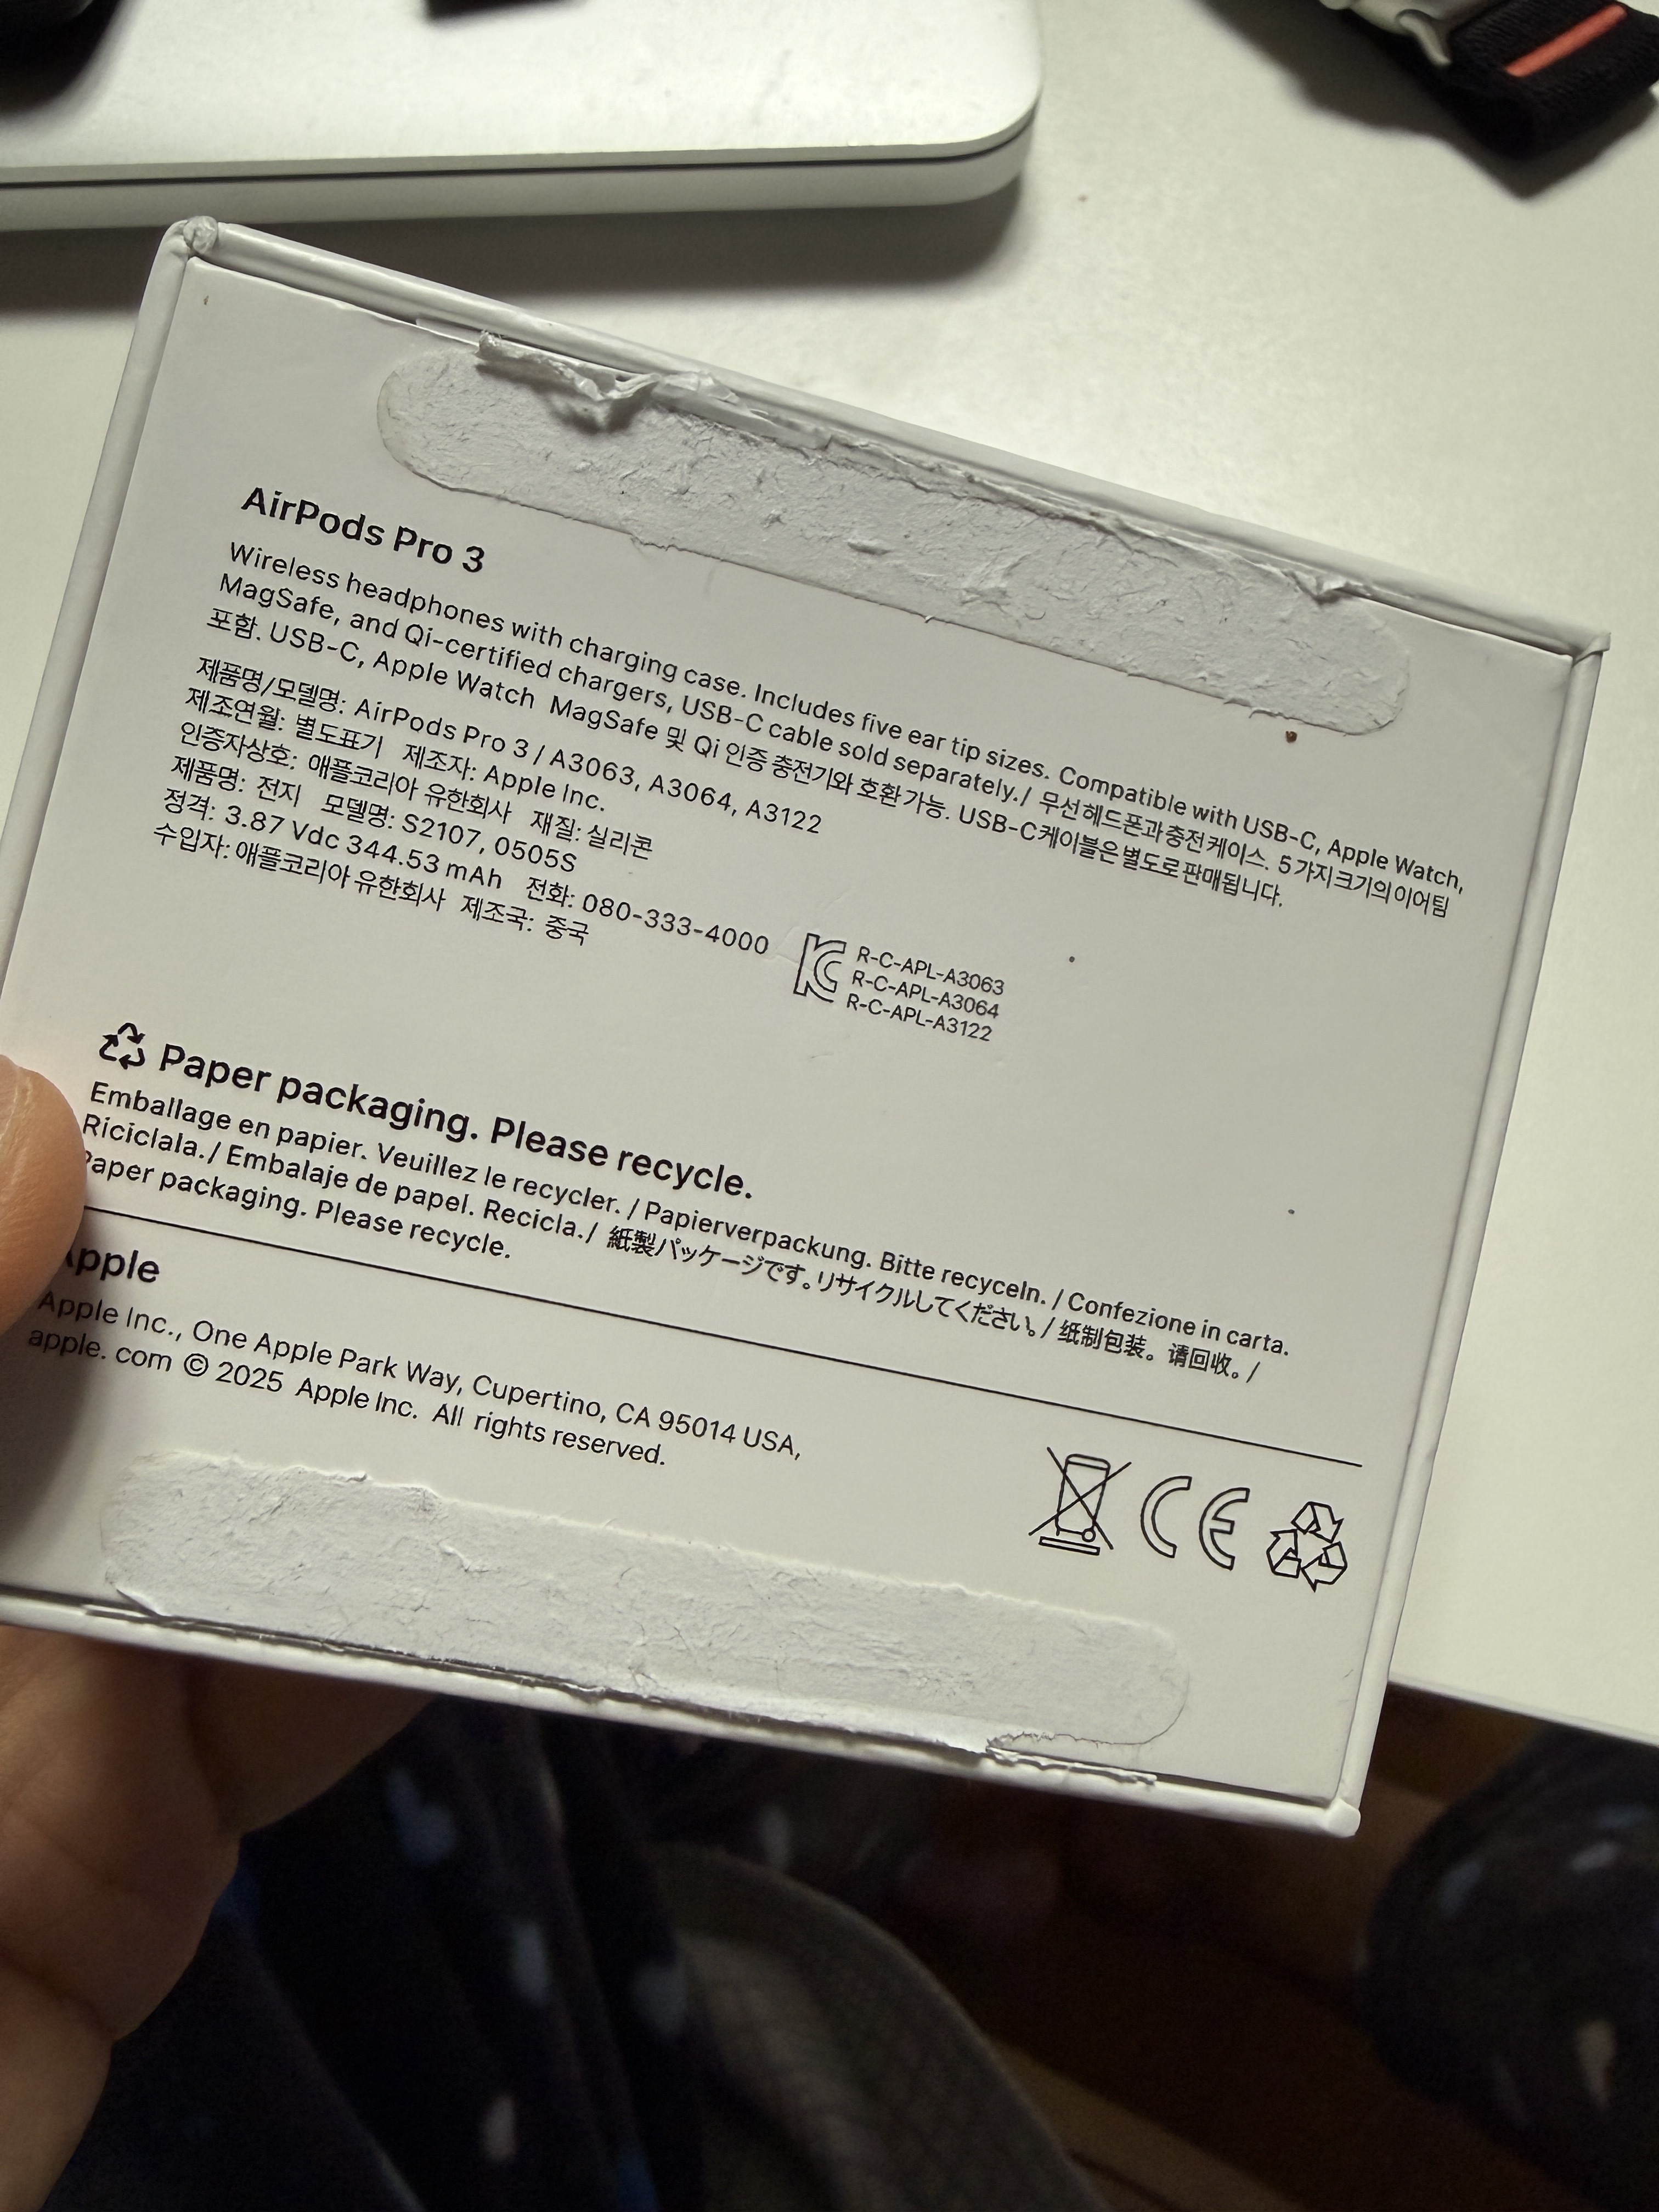 AirPods Pro 3
Wireless headphones with charging case. Includes five ear tip sizes. Compatible with USB-C, Apple Watch,
MagSafe, and Qi-certified chargers, USB-C cable sold separately./ 무선 헤드폰과 충전 케이스. 5가지 크기의 이어팁
포함. USB-C, Apple Watch MagSafe 및 Qi 인증 충전기와 호환 가능. USB-C 케이블은 별도로 판매됩니다.
제품명/모델명: AirPods Pro 3 / A3063, A3064, A3122
제조연월: 별도표기 제조자: Apple Inc.
인증자상호: 애플코리아 유한회사 재질: 실리콘
제품명: 전지 모델명: S2107, 0505S
정격: 3.87 Vdc 344.53 mAh 전화: 080-333-4000
수입자: 애플코리아 유한회사 제조국: 중국
R-C-APL-A3063
R-C-APL-A3064
R-C-APL-A3122
Paper packaging. Please recycle.
Emballage en papier. Veuillez le recycler. / Papierverpackung. Bitte recyceln. / Confezione in carta.
Riciclala./ Embalaje de papel. Recicla./ 紙製パッケージです。リサイクルしてください。/ 纸制包装。请回收。/
Paper packaging. Please recycle.
Apple
Apple Inc., One Apple Park Way, Cupertino, CA 95014 USA,
apple. com © 2025 Apple Inc. All rights reserved.
CE